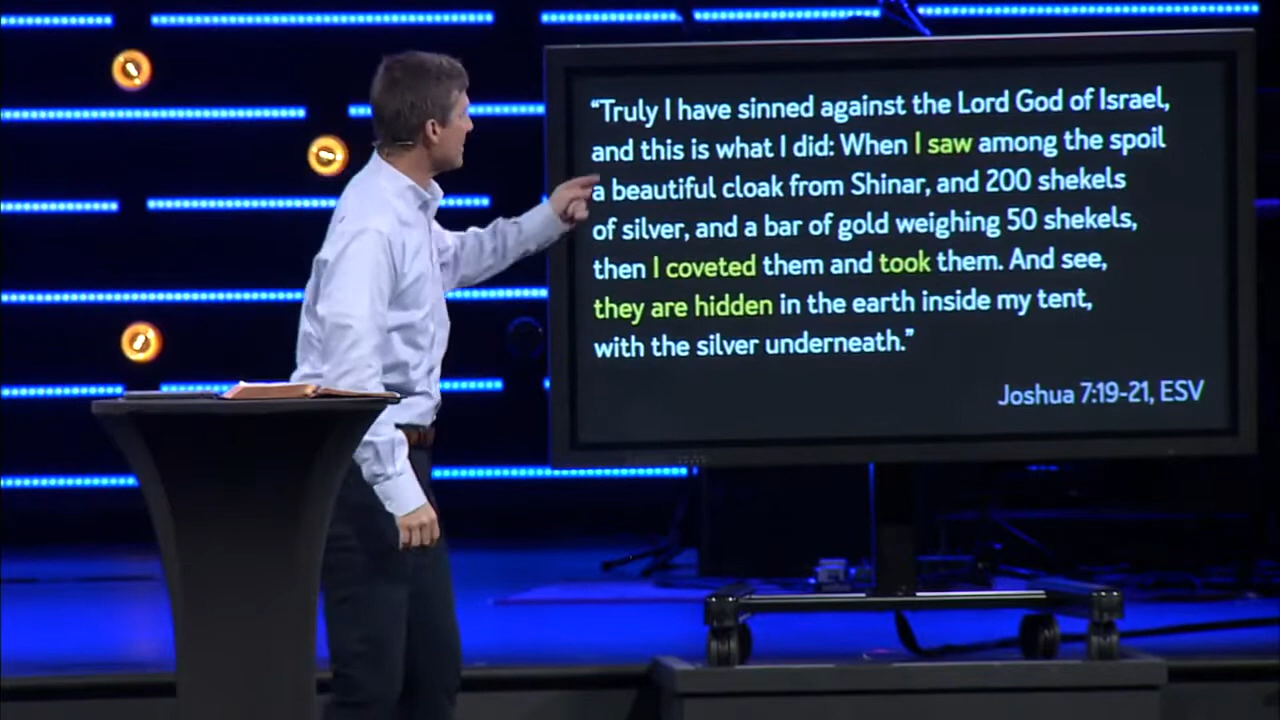 “Truly I have sinned against the Lord God of Israel,
and this is what I did: When I saw among the spoil
a beautiful cloak from Shinar, and 200 shekels
of silver, and a bar of gold weighing 50 shekels,
then I coveted them and took them. And see,
they are hidden in the earth inside my tent,
with the silver underneath.”
Joshua 7:19-21, ESV